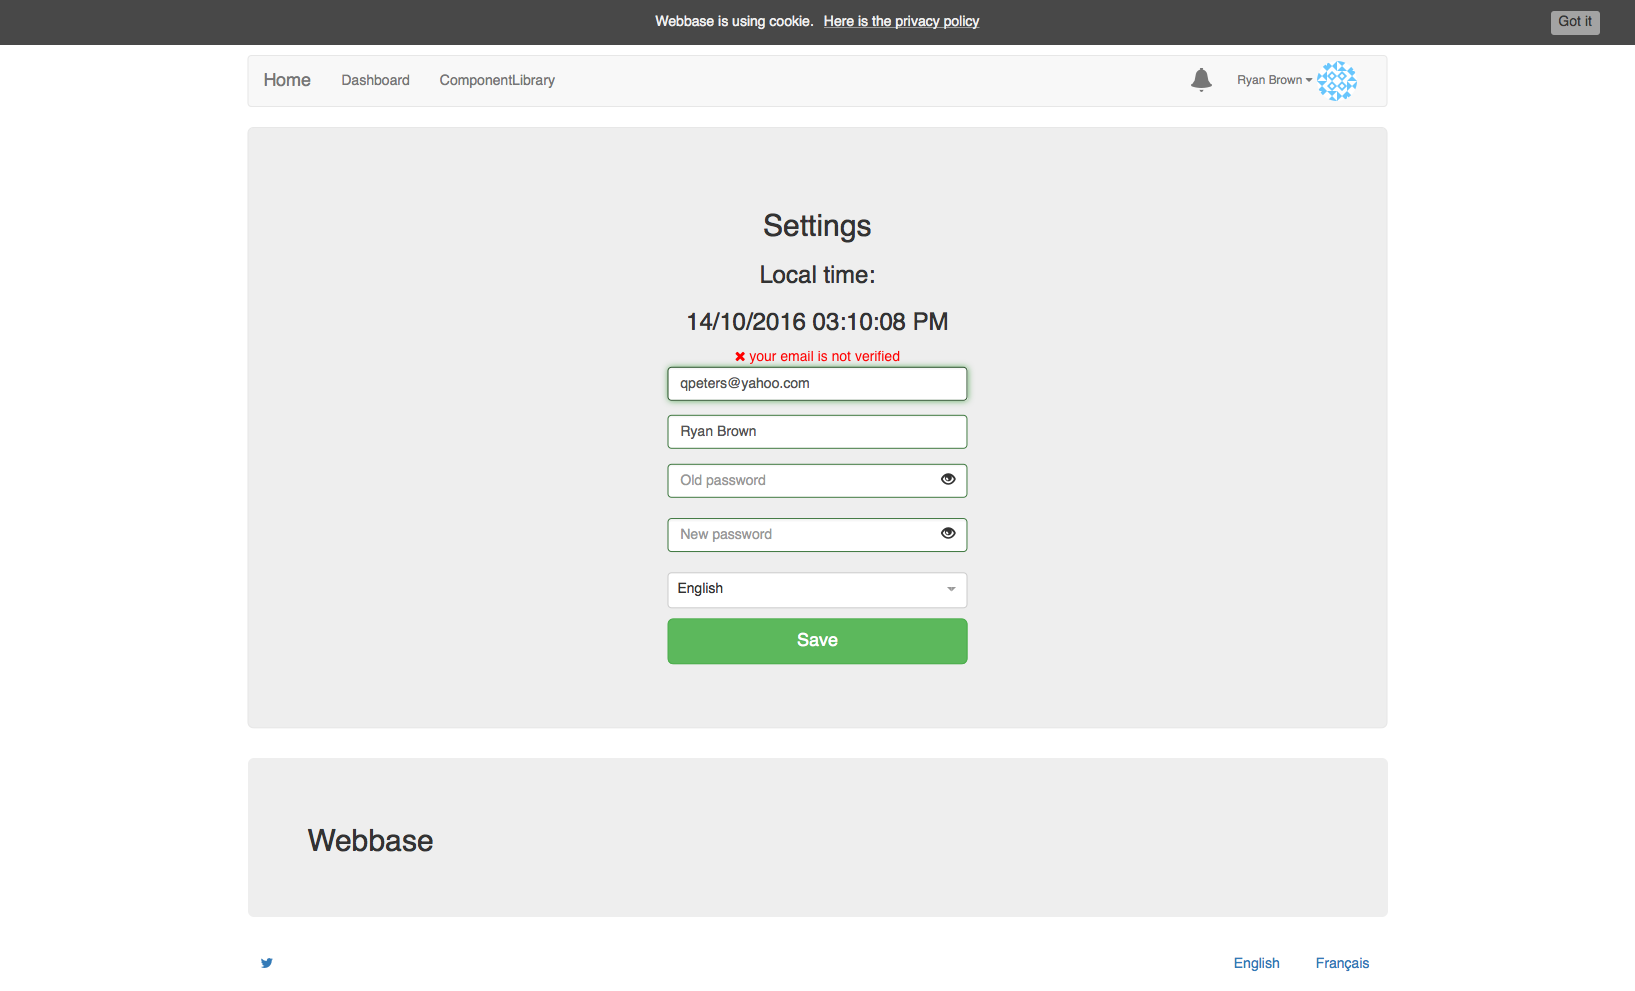 Webbase is using cookie. Here is the privacy policy
Got it
Home Dashboard ComponentLibrary Ryan Brown
Settings
Local time:
14/10/2016 03:10:08 PM
your email is not verified
qpeters@yahoo.com
Ryan Brown
Old password
New password
English
Save
Webbase
English Français